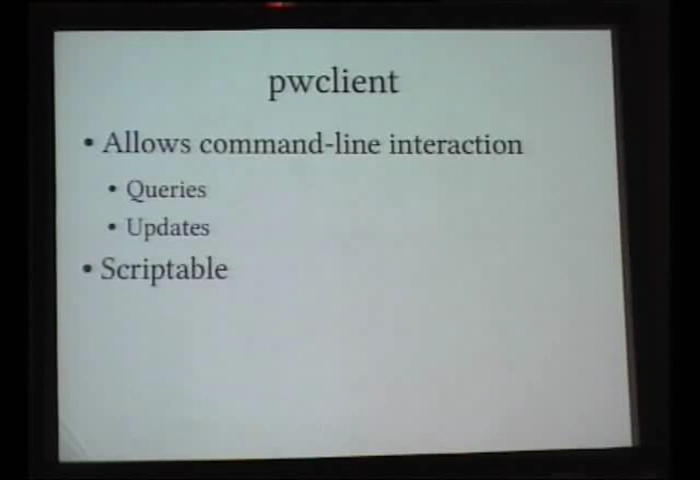 pwclient
• Allows command-line interaction
• Queries
• Updates
• Scriptable